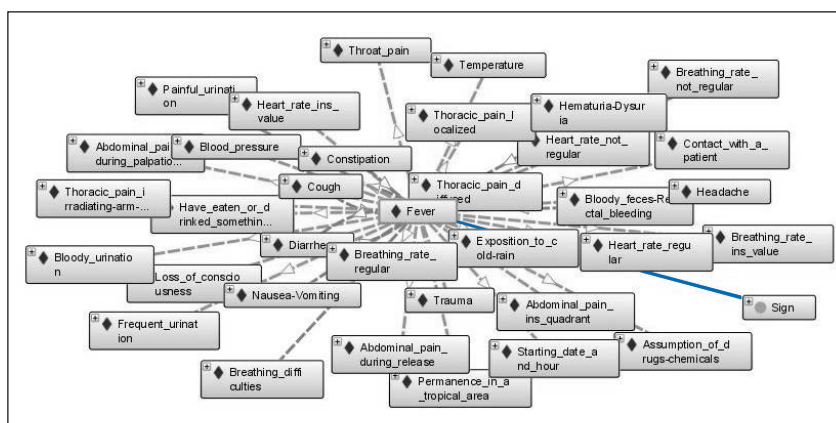 Throat_pain
Temperature
Breathing_rate_
not_regular
Painful_urinati
on
Heart_rate_ins_
value
Thoracic_pain_l
ocalized
Hematuria-Dysu
ria
Abdominal_pai
during_palpatio...
Blood_pressure
Constipation
Heart_rate_not_
regular
Contact_with_a_
patient
Thoracic_pain_i
rradiating-arm-...
Have_eaten_or_d
rinked_somethin...
Cough
Thoracic_pain_d
iffused
Fever
Bloody_feces-Re
ctal_bleeding
Headache
Bloody_urinatio
n
Diarrhe
Breathing_rate_
regular
Exposition_to_c
old-rain
Heart_rate_regu
lar
Breathing_rate_
ins_value
Loss_of_consci
usness
Nausea-Vomiting
Trauma
Abdominal_pain_
ins_quadrant
Sign
Frequent_urinat
ion
Abdominal_pain_
during_release
Starting_date_a
nd_hour
Assumption_of_d
rugs-chemicals
Breathing_diffi
culties
Permanence_in_a
_tropical_area